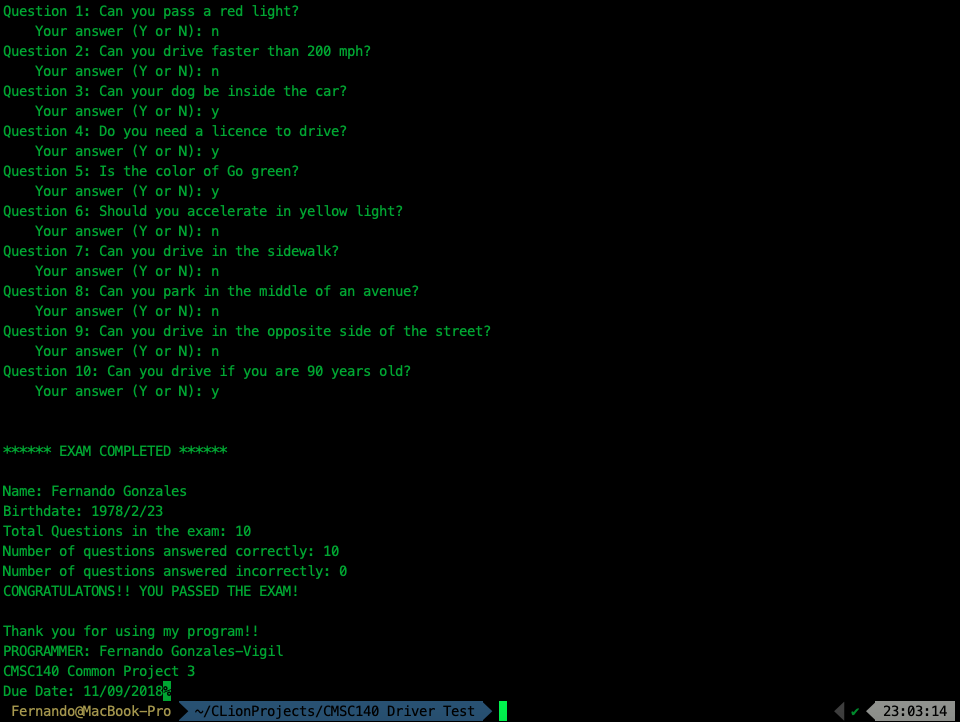 Question 1: Can you pass a red light?
    Your answer (Y or N): n
Question 2: Can you drive faster than 200 mph?
    Your answer (Y or N): n
Question 3: Can your dog be inside the car?
    Your answer (Y or N): y
Question 4: Do you need a licence to drive?
    Your answer (Y or N): y
Question 5: Is the color of Go green?
    Your answer (Y or N): y
Question 6: Should you accelerate in yellow light?
    Your answer (Y or N): n
Question 7: Can you drive in the sidewalk?
    Your answer (Y or N): n
Question 8: Can you park in the middle of an avenue?
    Your answer (Y or N): n
Question 9: Can you drive in the opposite side of the street?
    Your answer (Y or N): n
Question 10: Can you drive if you are 90 years old?
    Your answer (Y or N): y
****** EXAM COMPLETED ******
Name: Fernando Gonzales
Birthdate: 1978/2/23
Total Questions in the exam: 10
Number of questions answered correctly: 10
Number of questions answered incorrectly: 0
CONGRATULATONS!! YOU PASSED THE EXAM!
Thank you for using my program!!
PROGRAMMER: Fernando Gonzales-Vigil
CMSC140 Common Project 3
Due Date: 11/09/2018%
Fernando@MacBook-Pro ~/CLionProjects/CMSC140 Driver Test ✔ 23:03:14